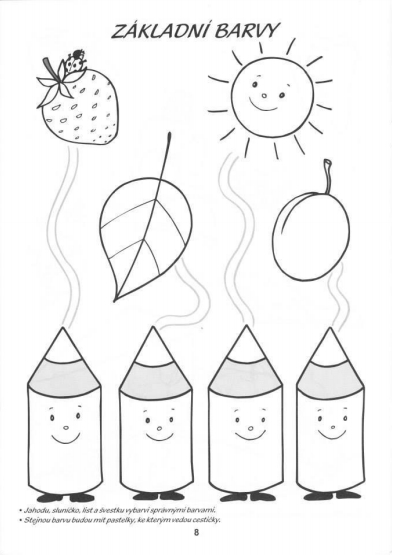 ZÁKLADNÍ BARVY
• Jahodu, sluníčko, list a švestku vybarvi správnými barvami.
• Stejnou barvu budou mít pastelky, ke kterým vedou cestičky.
8